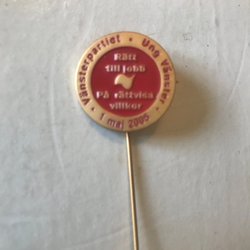 Vänsterpartiet • Ung Vänster
Rätt
till jobb
På rättvisa
villkor
• 1 maj 2005 •